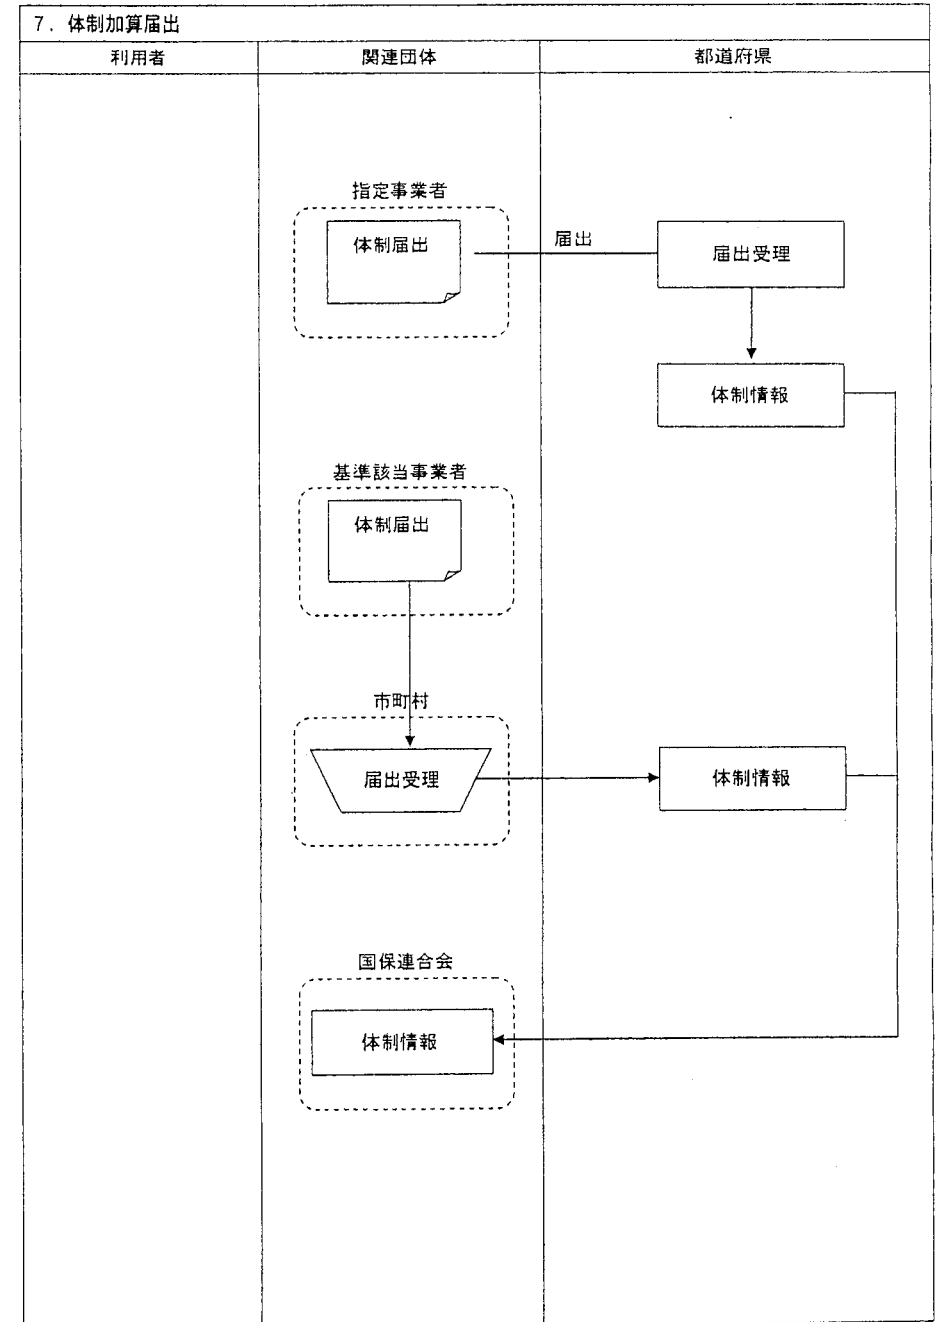 7．体制加算届出
利用者
関連団体
都道府県
指定事業者
体制届出
届出
届出受理
体制情報
基準該当事業者
体制届出
市町村
届出受理
体制情報
国保連合会
体制情報